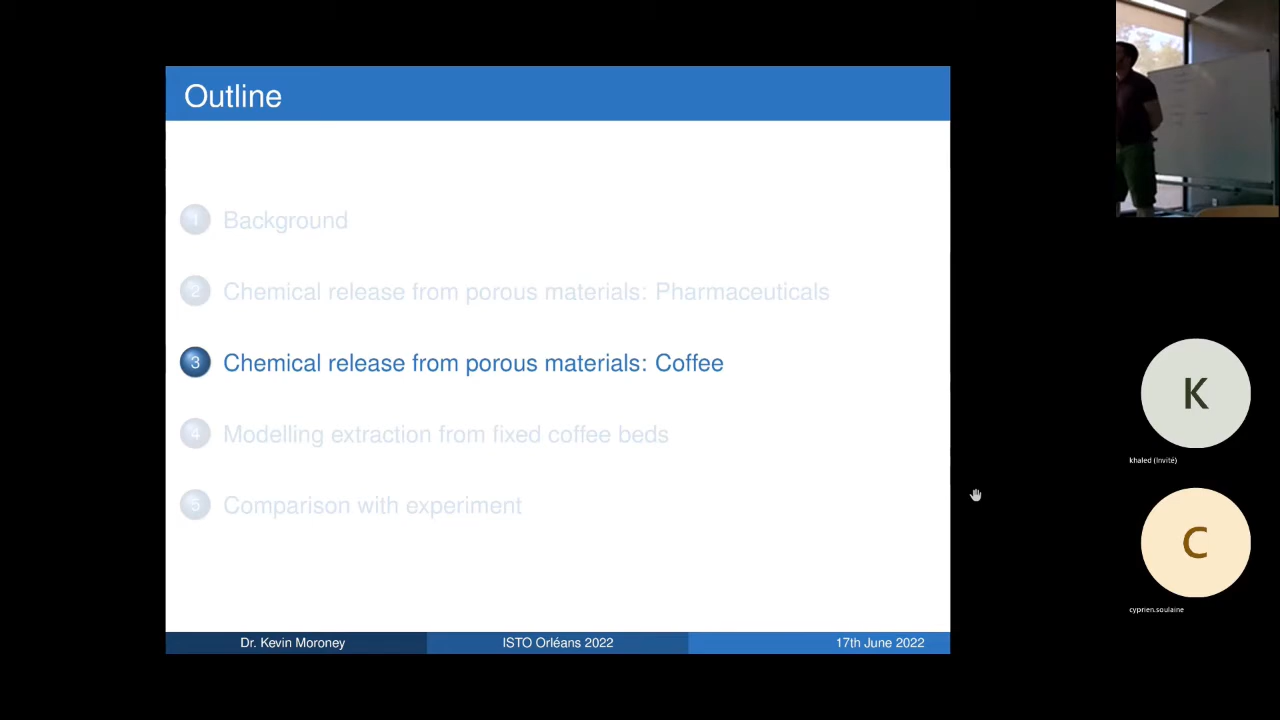 Outline
1 Background
2 Chemical release from porous materials: Pharmaceuticals
3 Chemical release from porous materials: Coffee
4 Modelling extraction from fixed coffee beds
5 Comparison with experiment
Dr. Kevin Moroney ISTO Orléans 2022 17th June 2022
K
khaled (Invité)
C
cyprien.soulaine